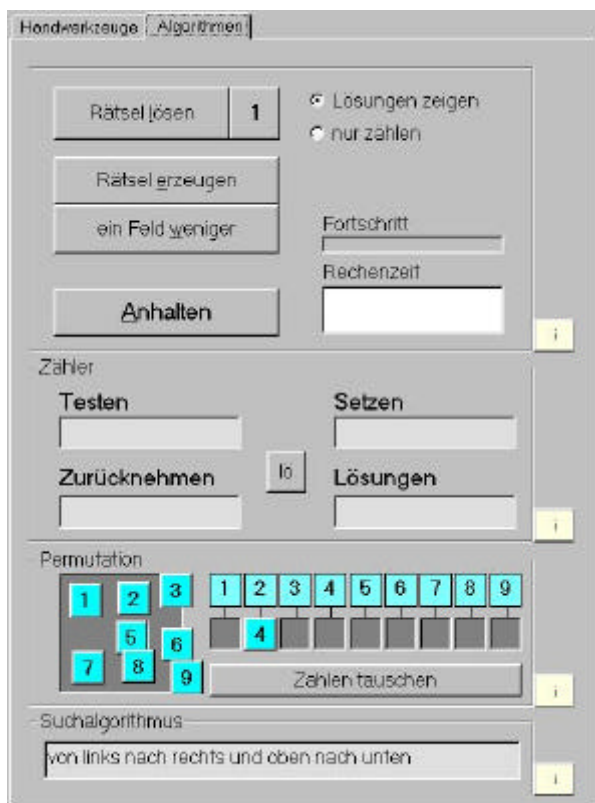 Handwerkzeuge Algorithmen
Rätsel lösen 1
Lösungen zeigen
nur zählen
Rätsel erzeugen
ein Feld weniger
Fortschritt
Rechenzeit
Anhalten
i
Zähler
Testen Setzen
lö
Zurücknehmen Lösungen
i
Permutation
1 2 3 1 2 3 4 5 6 7 8 9
5 6 4
7 8 9 Zahlen tauschen
i
Suchalgorithmus
von links nach rechts und oben nach unten
i